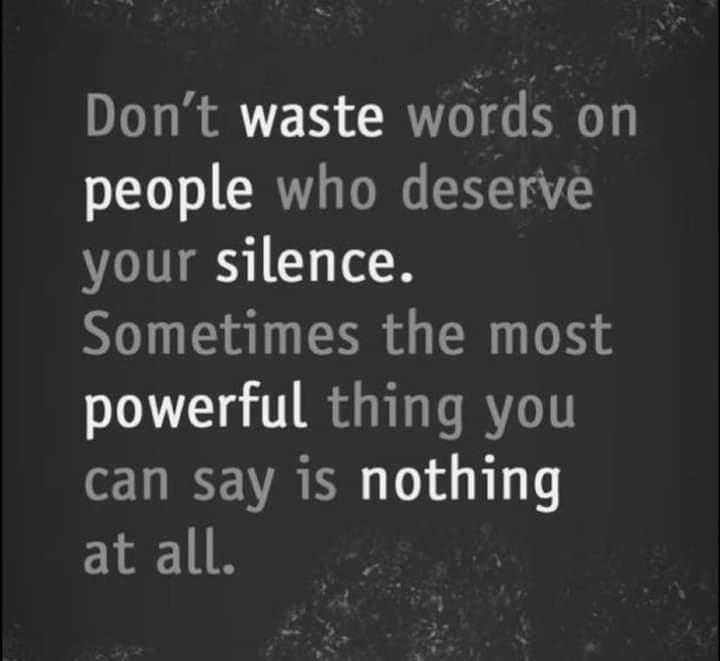 Don't waste words on
people who deserve
your silence.
Sometimes the most
powerful thing you
can say is nothing
at all.